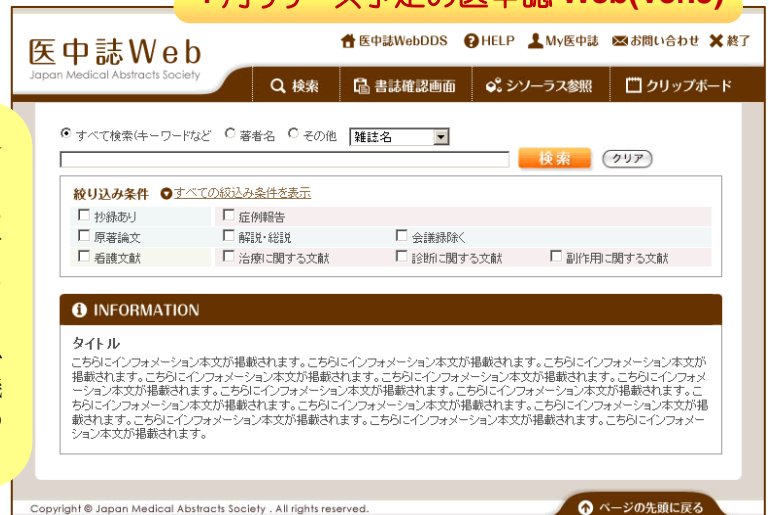 医中誌Web
Japan Medical Abstracts Society
医中誌WebDDS HELP My医中誌 お問い合わせ 終了
検索 書誌確認画面 シソーラス参照 クリップボード
すべて検索(キーワードなど 著者名 その他 雑誌名
検索 クリア
絞り込み条件 すべての絞込み条件を表示
抄録あり 症例報告
原著論文 解説・総説 会議録除く
看護文献 治療に関する文献 診断に関する文献 副作用に関する文献
INFORMATION
タイトル
こちらにインフォメーション本文が掲載されます。こちらにインフォメーション本文が掲載されます。こちらにインフォメーション本文が
掲載されます。こちらにインフォメーション本文が掲載されます。こちらにインフォメーション本文が掲載されます。こちらにインフォメ
ーション本文が掲載されます。こちらにインフォメーション本文が掲載されます。こちらにインフォメーション本文が掲載されます。こ
ちらにインフォメーション本文が掲載されます。こちらにインフォメーション本文が掲載されます。こちらにインフォメーション本文が掲
載されます。こちらにインフォメーション本文が掲載されます。こちらにインフォメーション本文が掲載されます。こちらにインフォメー
ション本文が掲載されます。
Copyright © Japan Medical Abstracts Society . All rights reserved.
ページの先頭に戻る